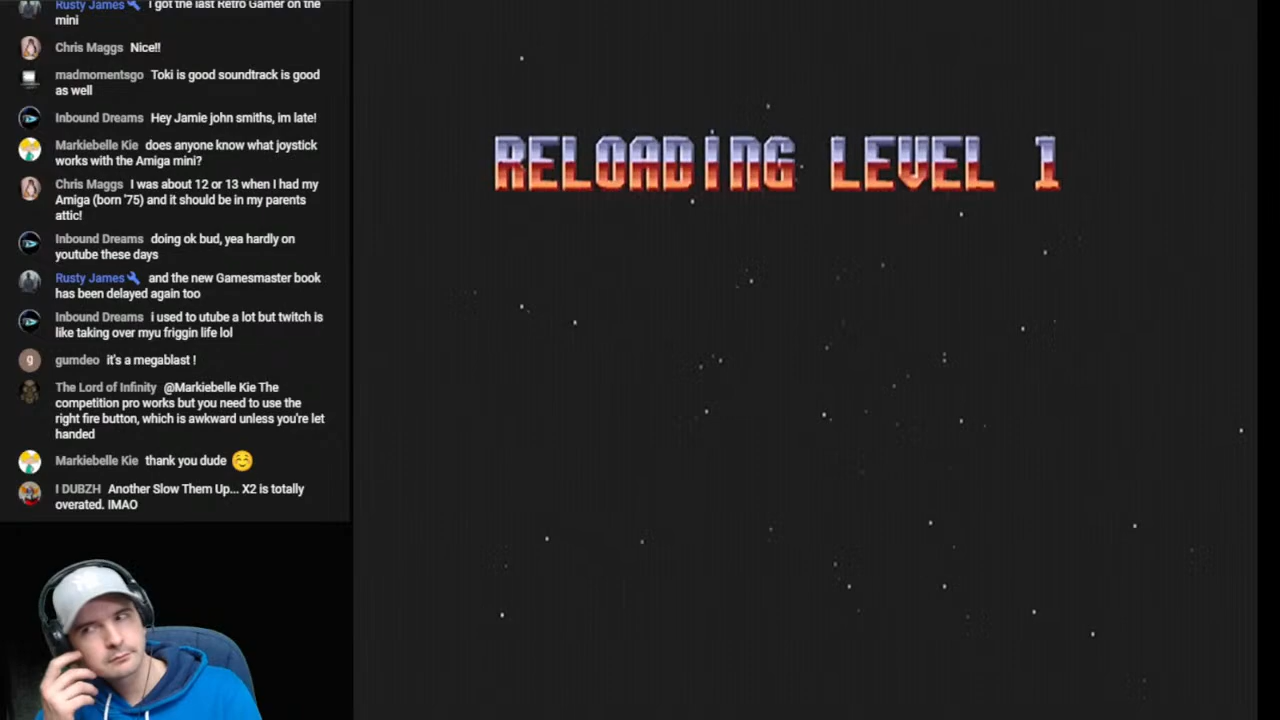 Rusty James I got the last Retro Gamer on the
mini
Chris Maggs Nice!!
madmomentsgo Toki is good soundtrack is good
as well
Inbound Dreams Hey Jamie john smiths, im late!
Markiebelle Kie does anyone know what joystick
works with the Amiga mini?
Chris Maggs I was about 12 or 13 when I had my
Amiga (born '75) and it should be in my parents
attic!
Inbound Dreams doing ok bud, yea hardly on
youtube these days
Rusty James and the new Gamesmaster book
has been delayed again too
Inbound Dreams i used to utube a lot but twitch is
like taking over myu friggin life lol
g gumdeo it's a megablast !
The Lord of Infinity @Markiebelle Kie The
competition pro works but you need to use the
right fire button, which is awkward unless you're let
handed
Markiebelle Kie thank you dude
I DUBZH Another Slow Them Up... X2 is totally
overated. IMAO
RELOADING LEVEL 1